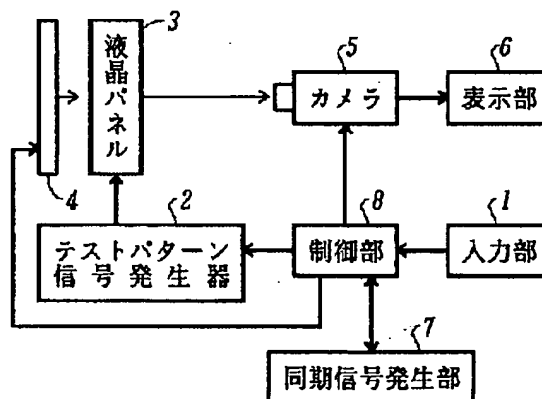 3
液晶パネル
5
カメラ
6
表示部
4
2
テストパターン
信号発生器
8
制御部
1
入力部
7
同期信号発生部